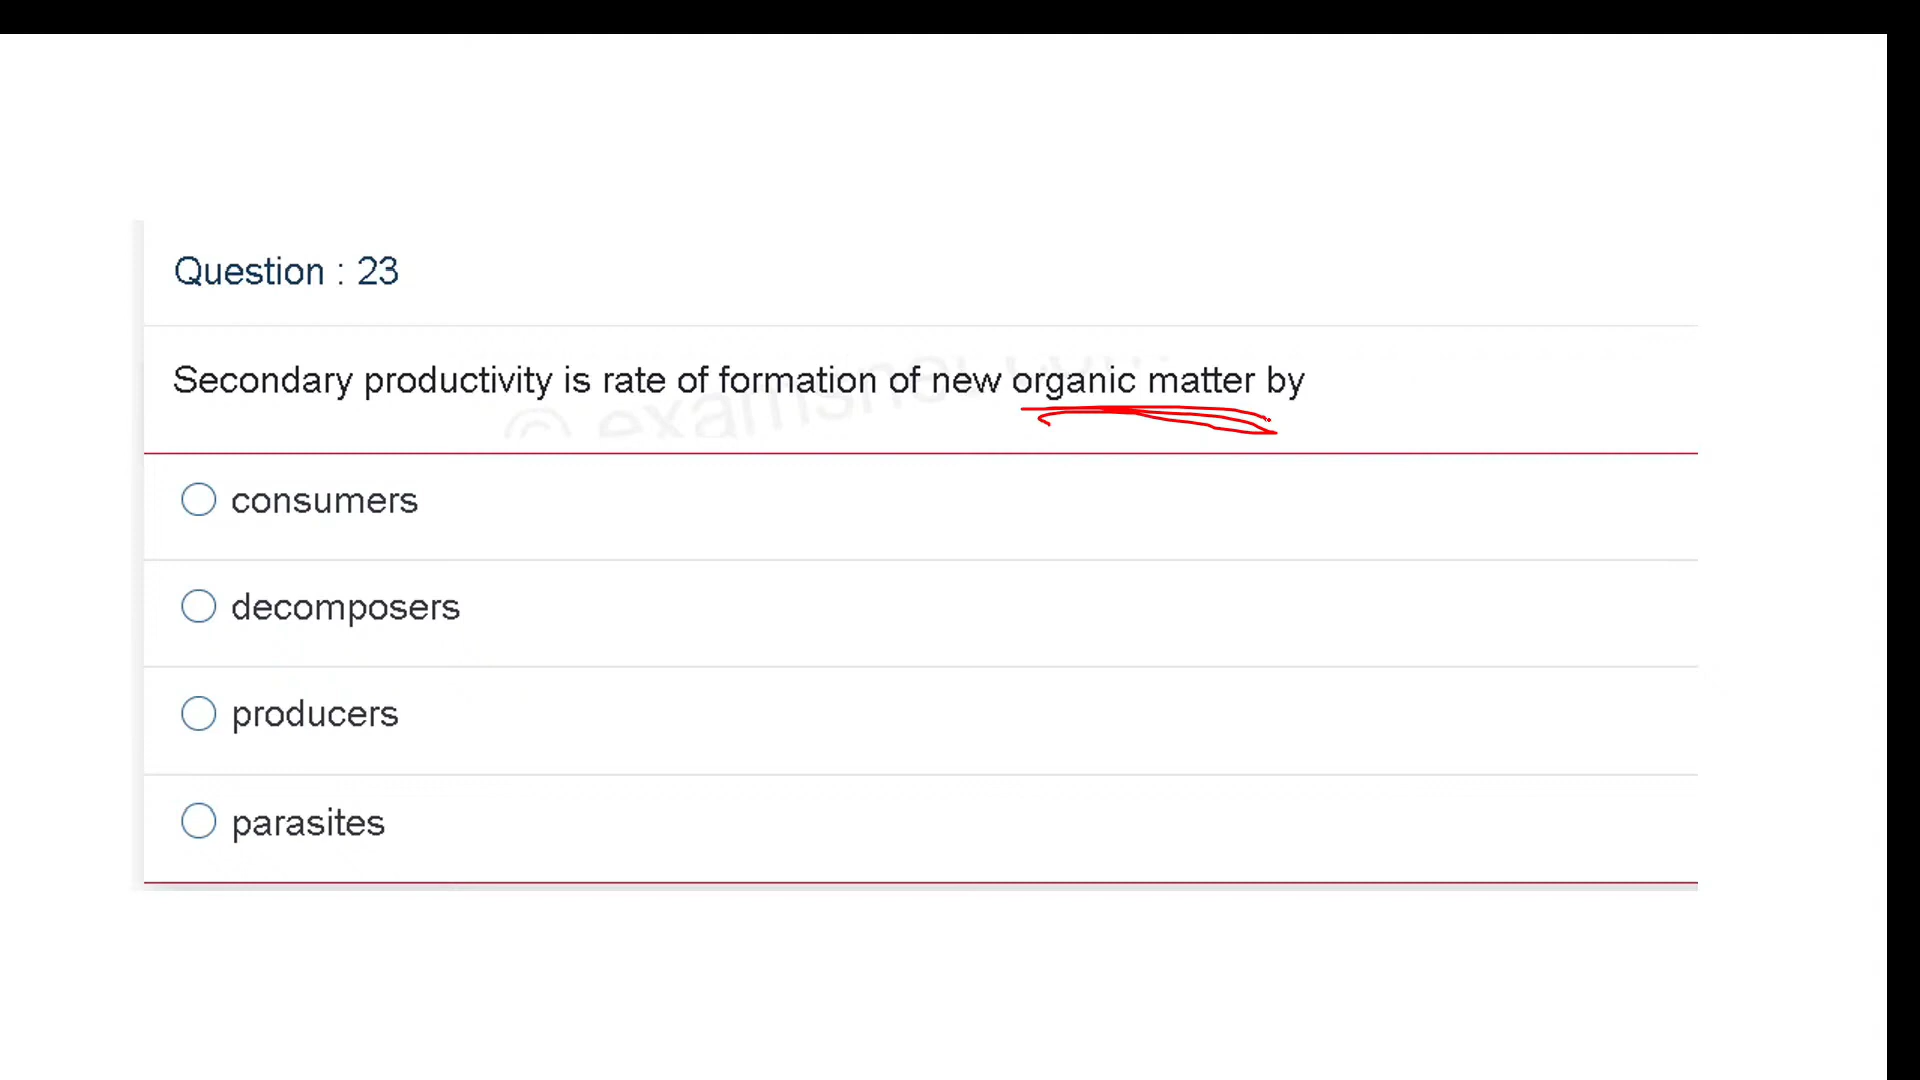 Question : 23
Secondary productivity is rate of formation of new organic matter by
consumers
decomposers
producers
parasites